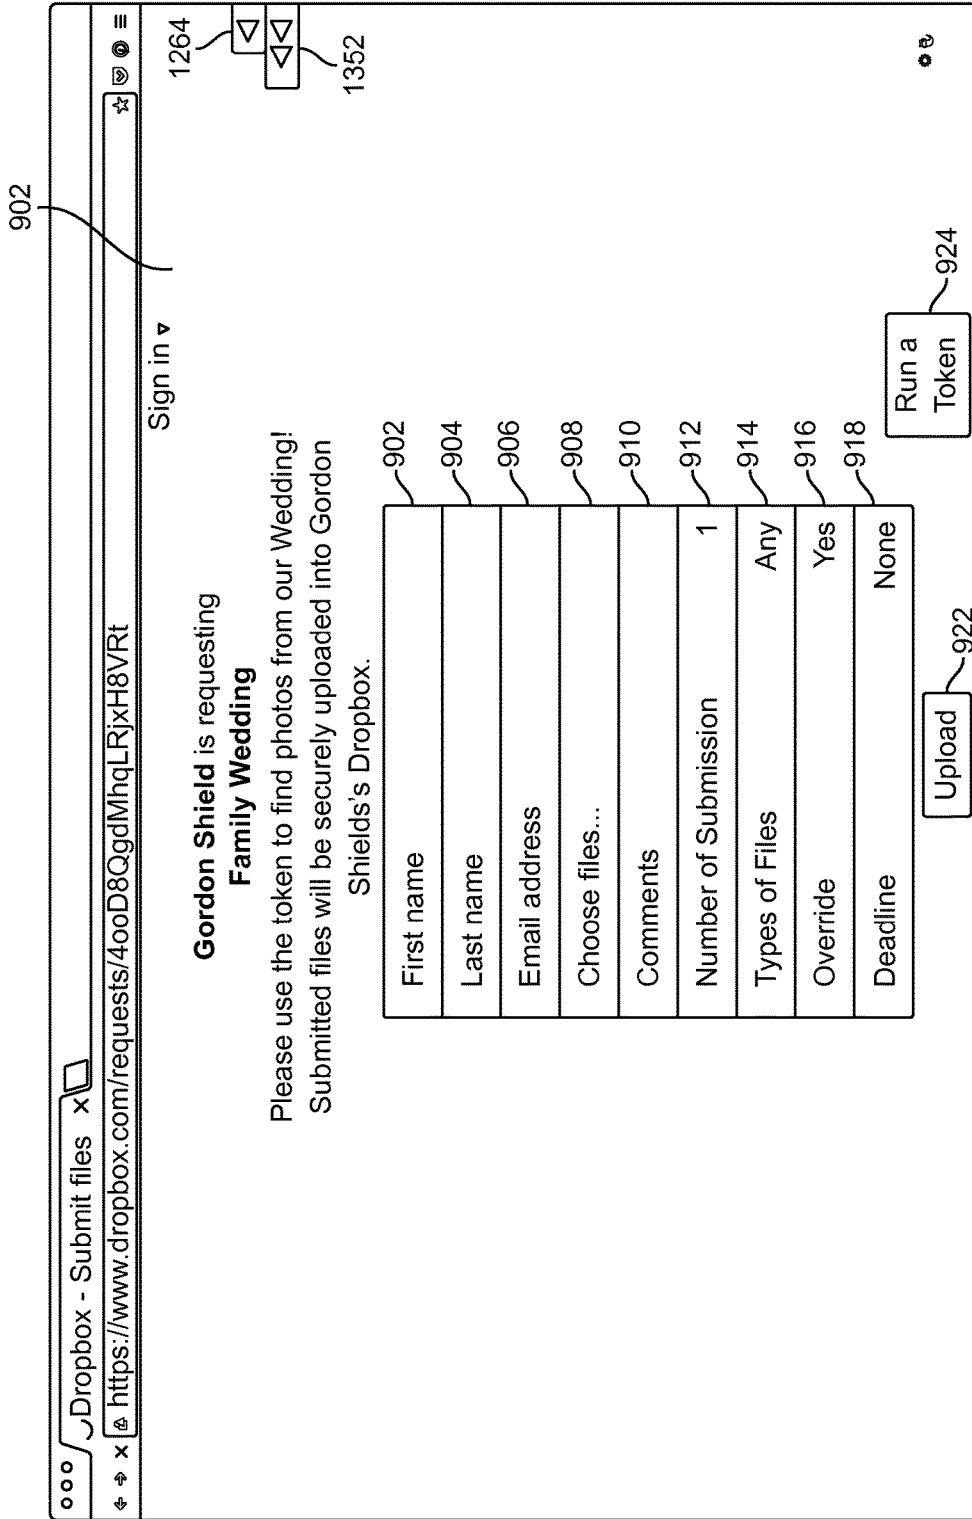 902
Dropbox - Submit files X
https://www.dropbox.com/requests/4ooD8QgdMhqLRjxH8VRt
Sign in
1264
1352
Gordon Shield is requesting
Family Wedding
Please use the token to find photos from our Wedding!
Submitted files will be securely uploaded into Gordon
Shields's Dropbox.
First name 902
Last name 904
Email address 906
Choose files... 908
Comments 910
Number of Submission 1 912
Types of Files Any 914
Override Yes 916
Deadline None 918
Upload 922
Run a
Token 924